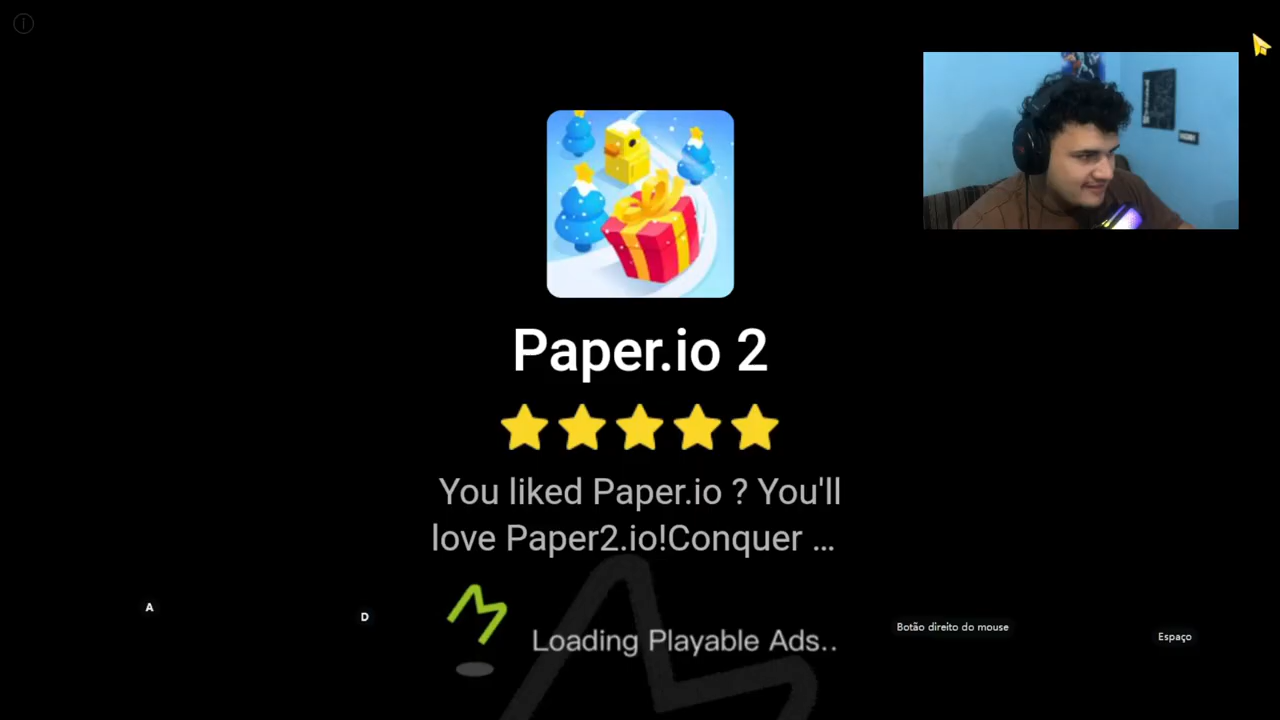 Paper.io 2
You liked Paper.io ? You'll
love Paper2.io!Conquer ...
A
D
Loading Playable Ads..
Botão direito do mouse
Espaço